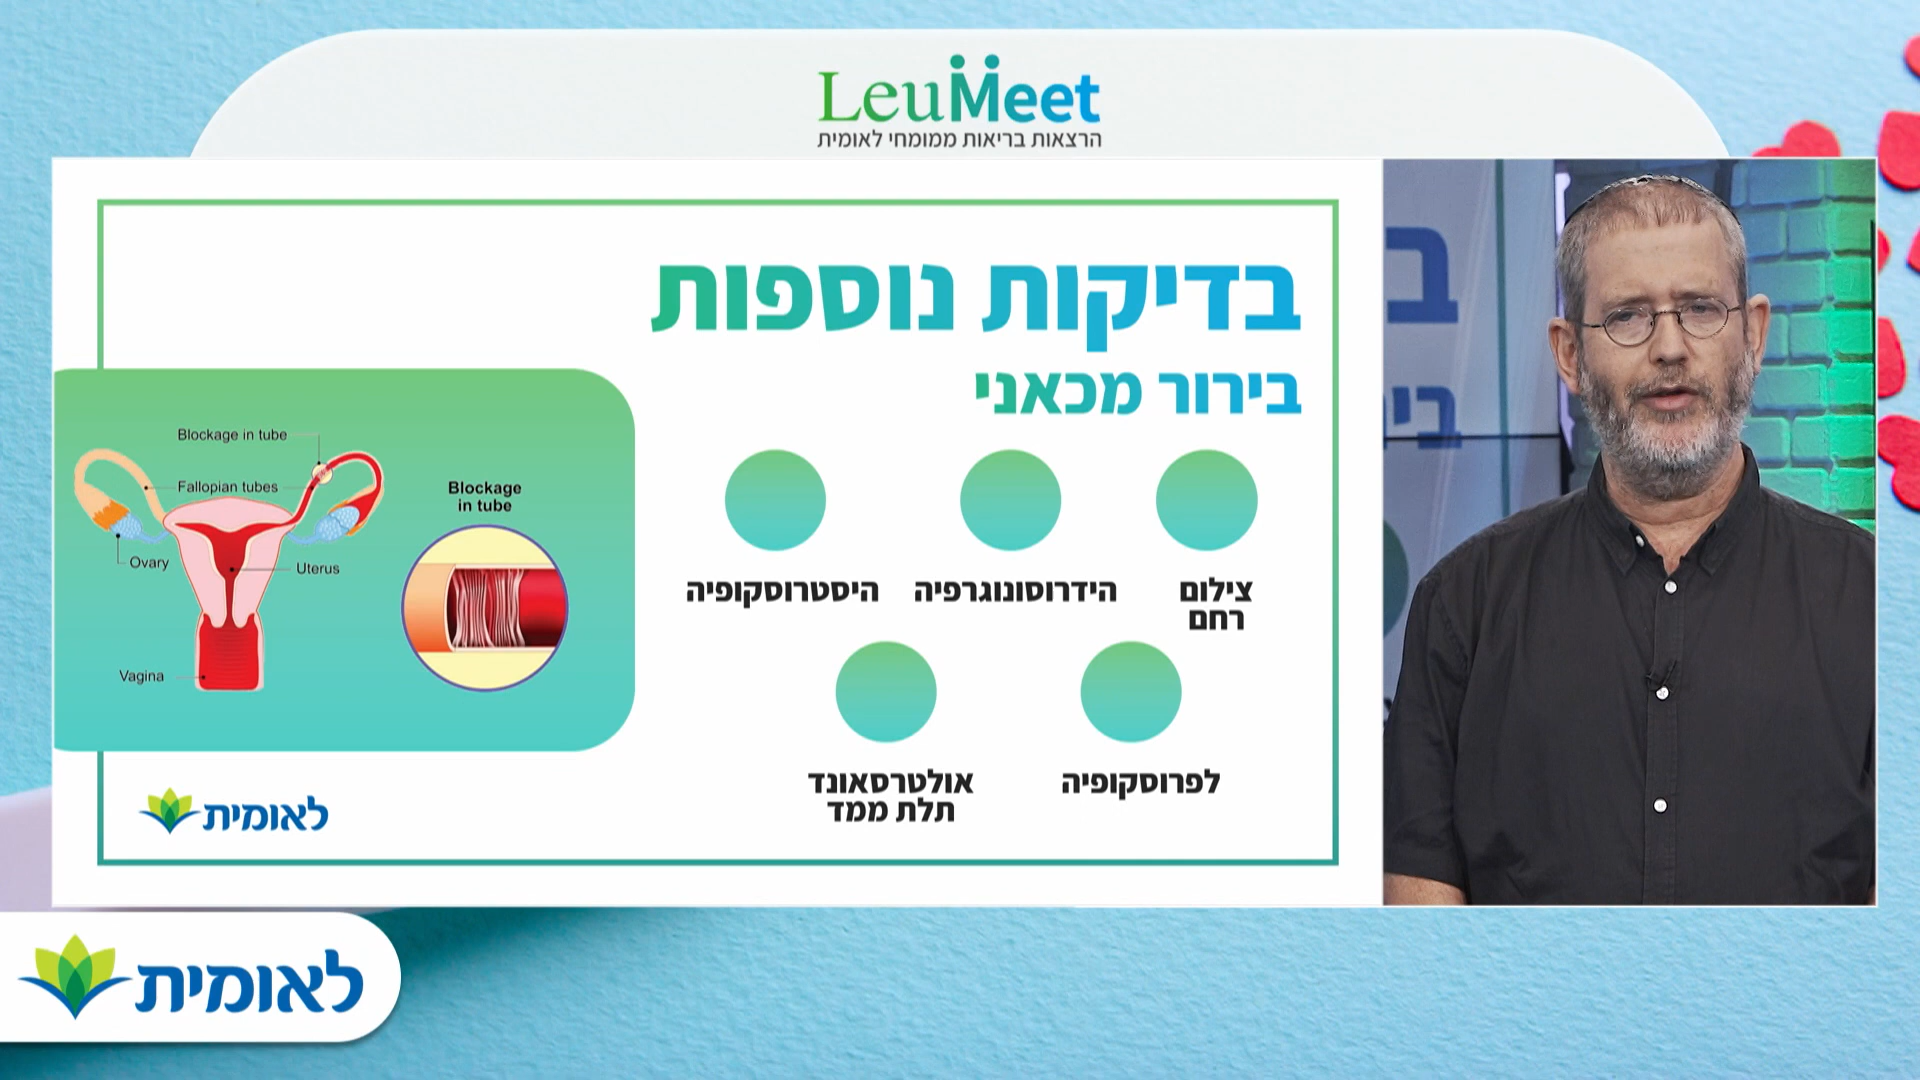 LeuMeet
הרצאות בריאות ממומחי לאומית
בדיקות נוספות
בירור מכאני
צילום
רחם
הידרוסונוגרפיה
היסטרוסקופיה
לפרוסקופיה
אולטרסאונד
תלת ממד
Blockage in tube
Fallopian tubes
Ovary
Uterus
Vagina
Blockage
in tube
לאומית
לאומית